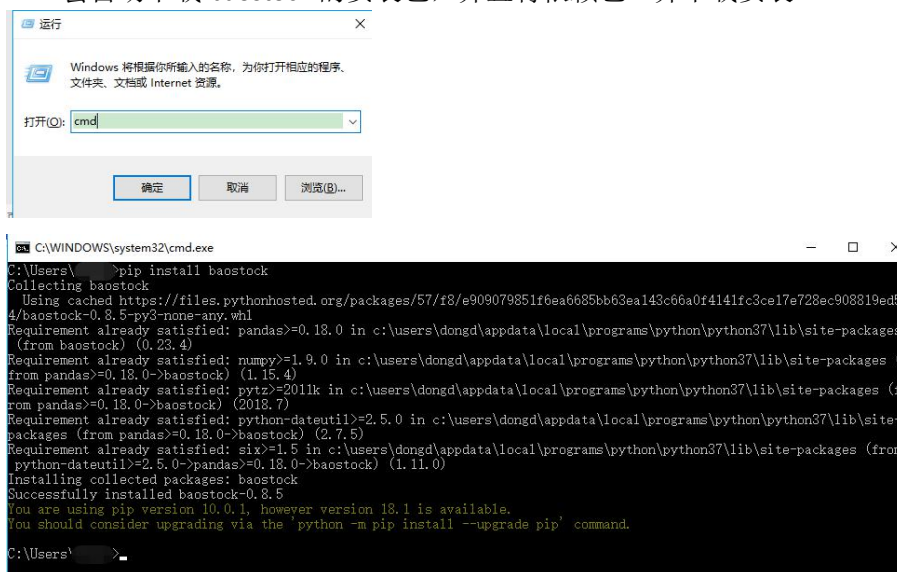 运行
Windows 将根据你所输入的名称，为你打开相应的程序、
文件夹、文档或 Internet 资源。
打开(O): cmd
确定 取消 浏览(B)...
C:\WINDOWS\system32\cmd.exe
C:\Users\ >pip install baostock
Collecting baostock
Using cached https://files.pythonhosted.org/packages/57/f8/e909079851f6ea6685bb63ea143c66a0f4141fc3ce17e728ec908819ed5
4/baostock-0.8.5-py3-none-any.whl
Requirement already satisfied: pandas>=0.18.0 in c:\users\dongd\appdata\local\programs\python\python37\lib\site-packages
(from baostock) (0.23.4)
Requirement already satisfied: numpy>=1.9.0 in c:\users\dongd\appdata\local\programs\python\python37\lib\site-packages (
from pandas>=0.18.0->baostock) (1.15.4)
Requirement already satisfied: pytz>=2011k in c:\users\dongd\appdata\local\programs\python\python37\lib\site-packages (f
rom pandas>=0.18.0->baostock) (2018.7)
Requirement already satisfied: python-dateutil>=2.5.0 in c:\users\dongd\appdata\local\programs\python\python37\lib\site-
packages (from pandas>=0.18.0->baostock) (2.7.5)
Requirement already satisfied: six>=1.5 in c:\users\dongd\appdata\local\programs\python\python37\lib\site-packages (from
python-dateutil>=2.5.0->pandas>=0.18.0->baostock) (1.11.0)
Installing collected packages: baostock
Successfully installed baostock-0.8.5
You are using pip version 10.0.1, however version 18.1 is available.
You should consider upgrading via the 'python -m pip install --upgrade pip' command.
C:\Users\ >